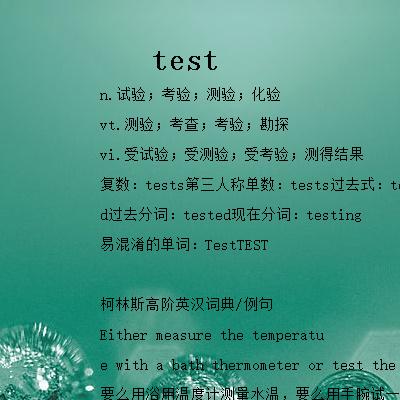 test
n.试验；考验；测验；化验
vt.测验；考查；考验；勘探
vi.受试验；受测验；受考验；测得结果
复数：tests第三人称单数：tests过去式：te
d过去分词：tested现在分词：testing
易混淆的单词：TestTEST
柯林斯高阶英汉词典/例句
Either measure the temperatu
e with a bath thermometer or test the
要么用浴用温度计测量水温，要么用手腕试一